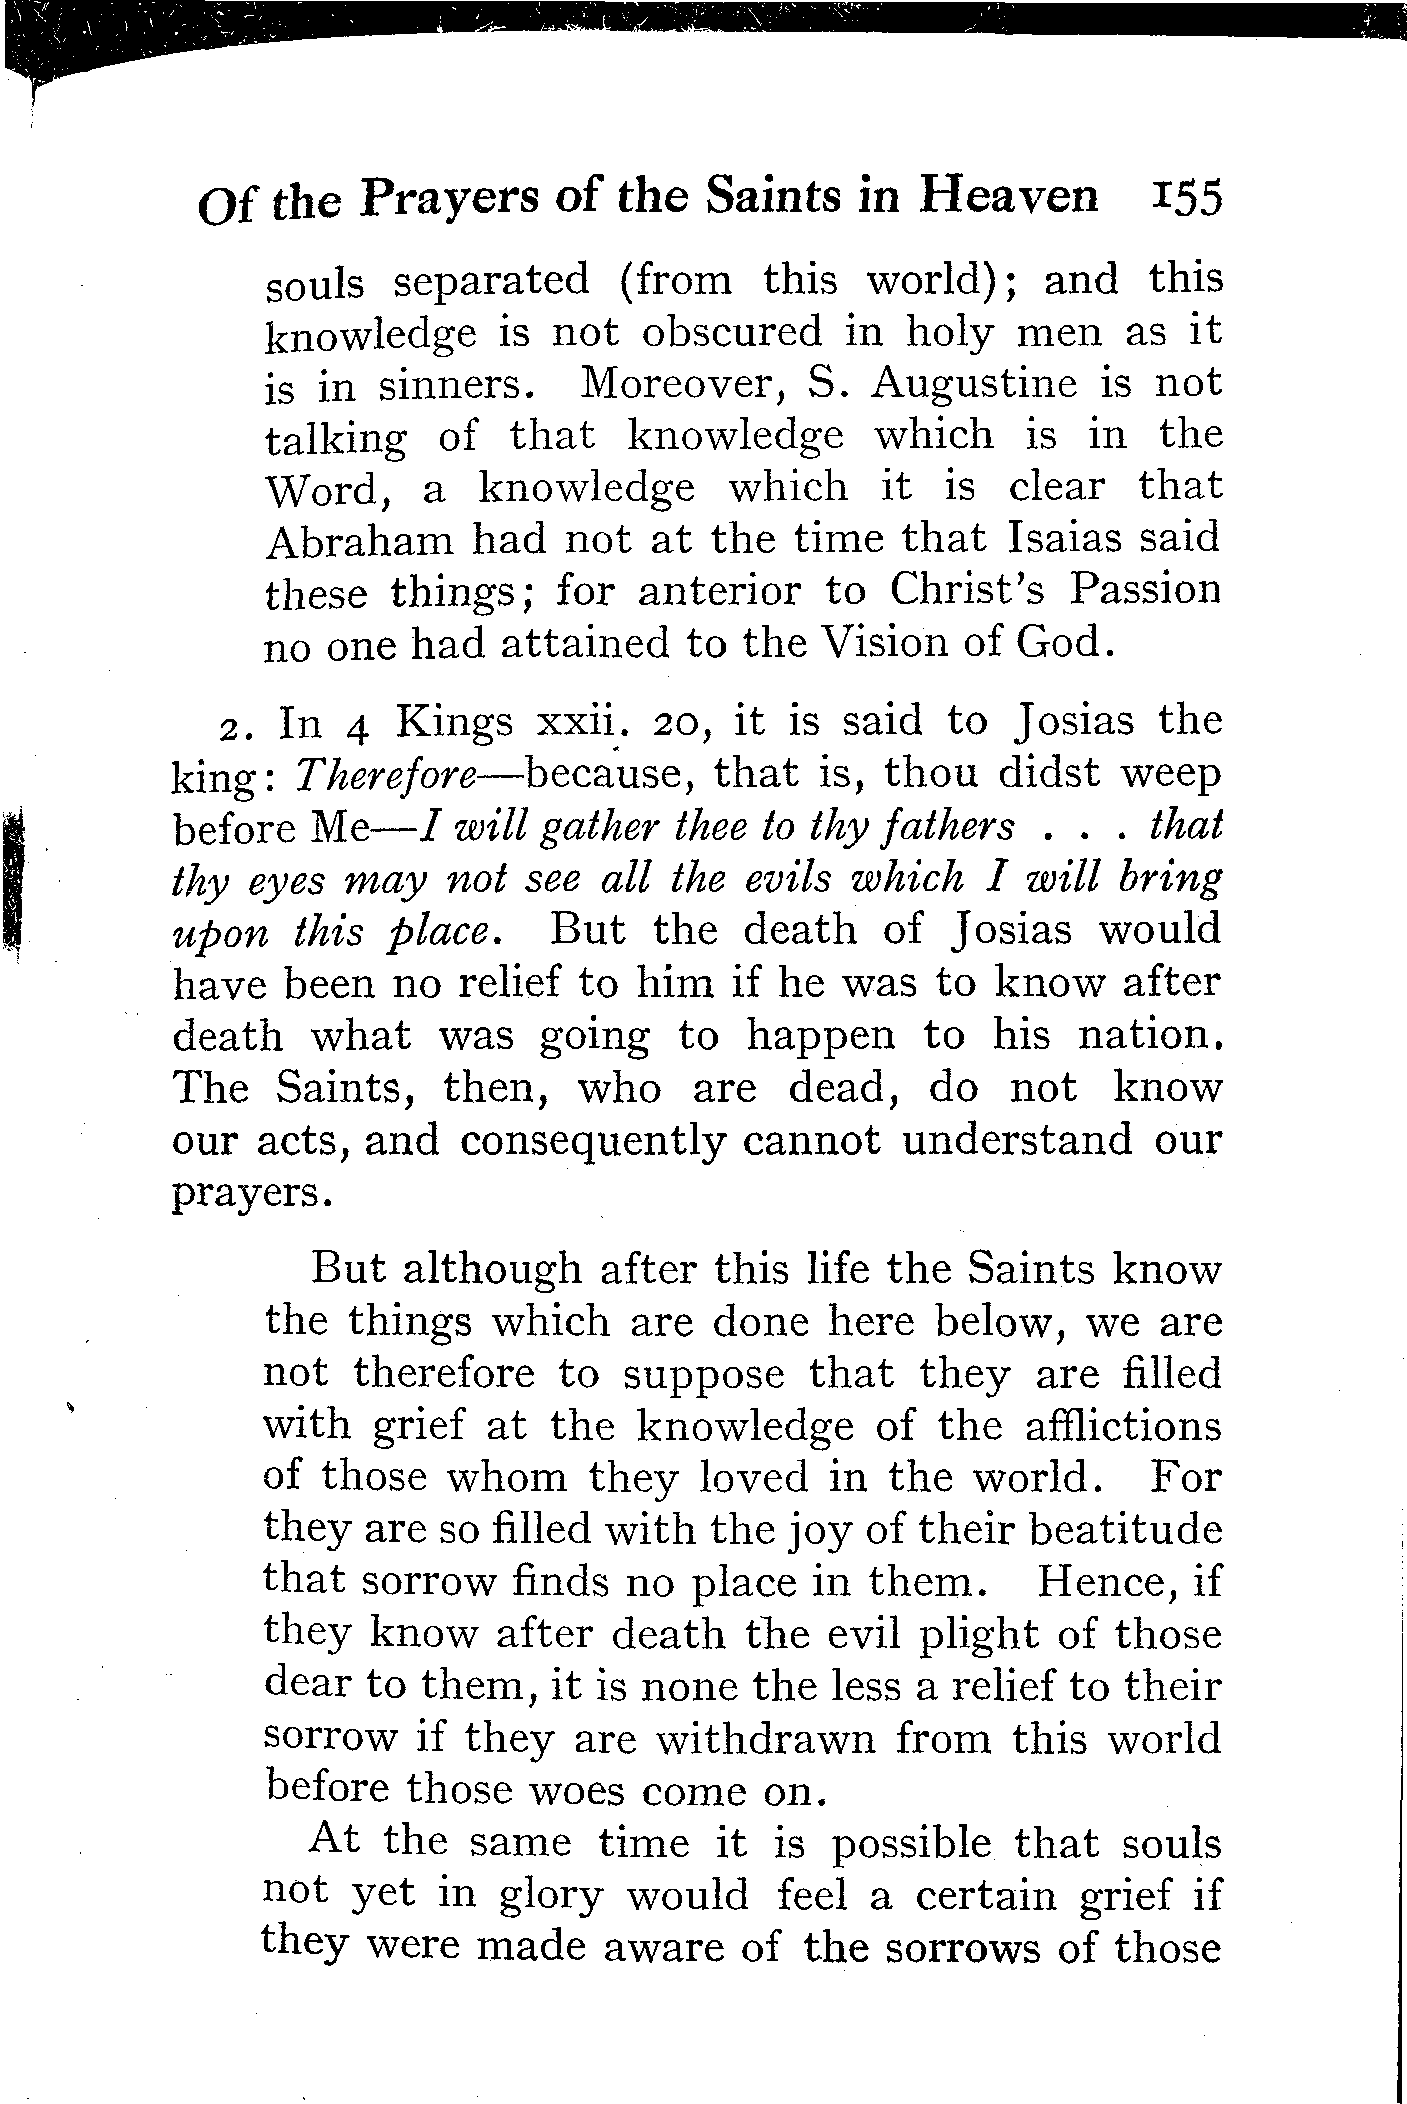 Of the Prayers of the Saints in Heaven 155
souls separated (from this world); and this
knowledge is not obscured in holy men as it
is in sinners. Moreover, S. Augustine is not
talking of that knowledge which is in the
Word, a knowledge which it is clear that
Abraham had not at the time that Isaias said
these things; for anterior to Christ's Passion
no one had attained to the Vision of God.
2. In 4 Kings xxii. 20, it is said to Josias the
king: Therefore—because, that is, thou didst weep
before Me—I will gather thee to thy fathers . . . that
thy eyes may not see all the evils which I will bring
upon this place. But the death of Josias would
have been no relief to him if he was to know after
death what was going to happen to his nation.
The Saints, then, who are dead, do not know
our acts, and consequently cannot understand our
prayers.
But although after this life the Saints know
the things which are done here below, we are
not therefore to suppose that they are filled
with grief at the knowledge of the afflictions
of those whom they loved in the world. For
they are so filled with the joy of their beatitude
that sorrow finds no place in them. Hence, if
they know after death the evil plight of those
dear to them, it is none the less a relief to their
sorrow if they are withdrawn from this world
before those woes come on.
At the same time it is possible that souls
not yet in glory would feel a certain grief if
they were made aware of the sorrows of those